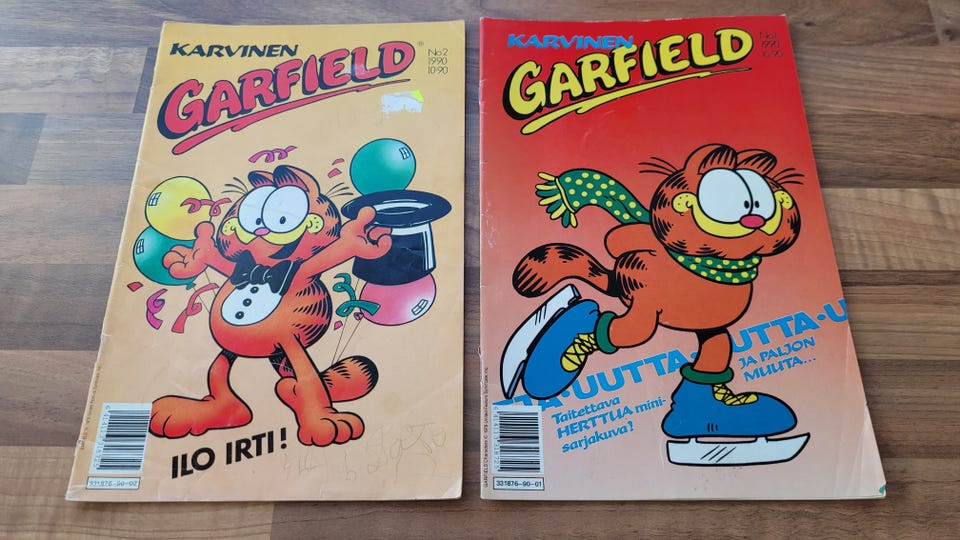 KARVINEN
GARFIELD®
No 2
1990
10.90
ILO IRTI!
331876-90-02
KARVINEN
GARFIELD
No 1
1990
10.90
UTTA-UUTTA-UUTTA-U
JA PALJON
MUUTA...
Taitettava
HERTTUA mini-
sarjakuva!
331876-90-01